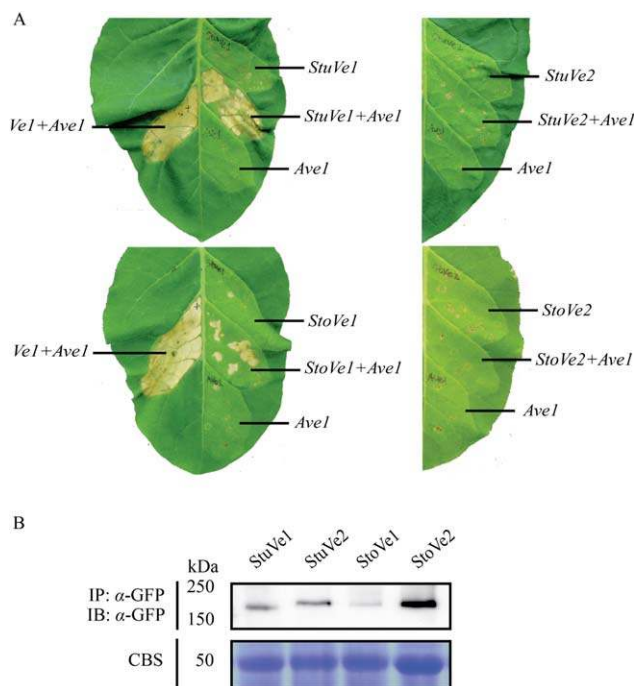 A
StuVe1
Ve1+Ave1
StuVe1+Ave1
Ave1
StuVe2
StuVe2+Ave1
Ave1
StoVe1
Ve1+Ave1
StoVe1+Ave1
Ave1
StoVe2
StoVe2+Ave1
Ave1
B
StuVe1
StuVe2
StoVe1
StoVe2
kDa
IP: α-GFP
IB: α-GFP
250
150
CBS
50